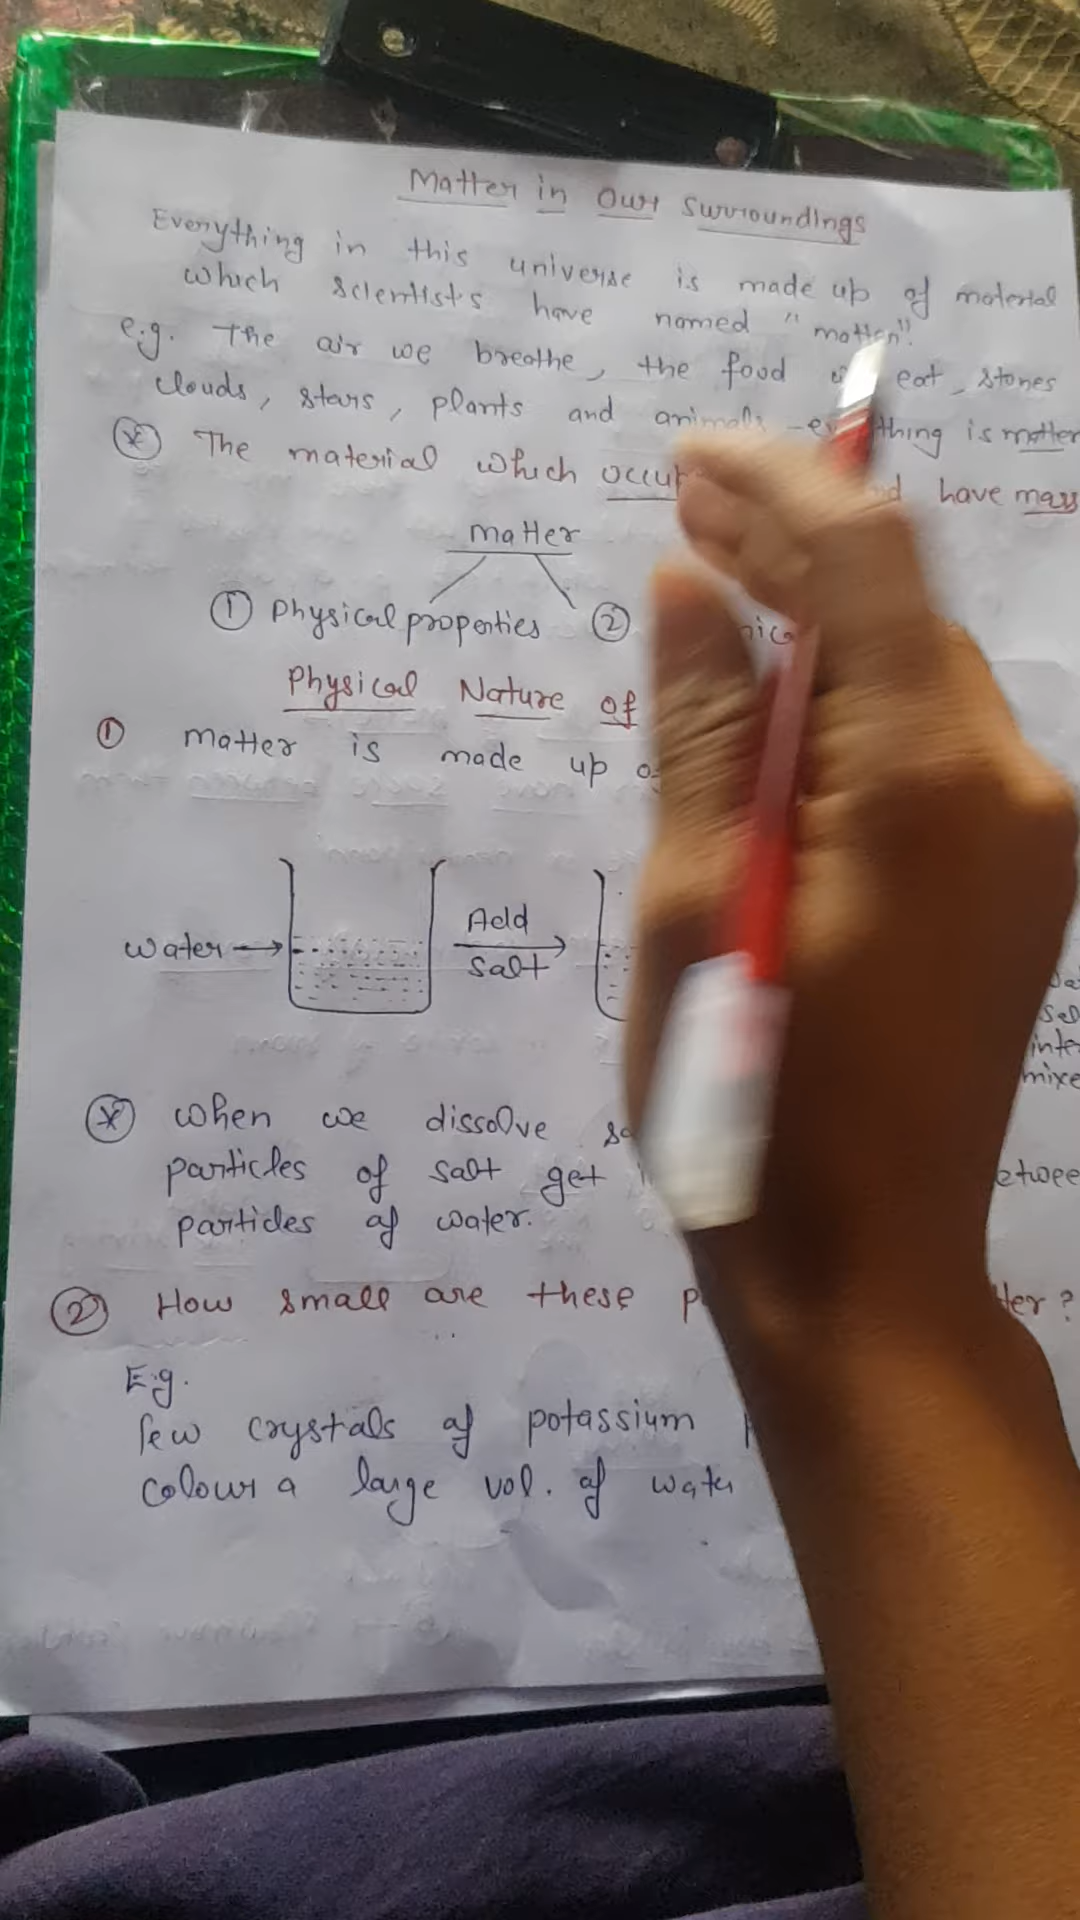 Matter in Our Surroundings
Everything in this universe is made up of material
which scientists have named "matter".
e.g. The air we breathe, the food eat, stones
clouds, stars, plants and animals - thing is matter
The material which have mass
Matter
① Physical properties ②
Physical Nature of
① matter is made up
Water → Add
Salt
mixe
* When we dissolve
particles of salt get
particles of water.
② How small are these
E.g.
few crystals of potassium
colour a large vol. of water